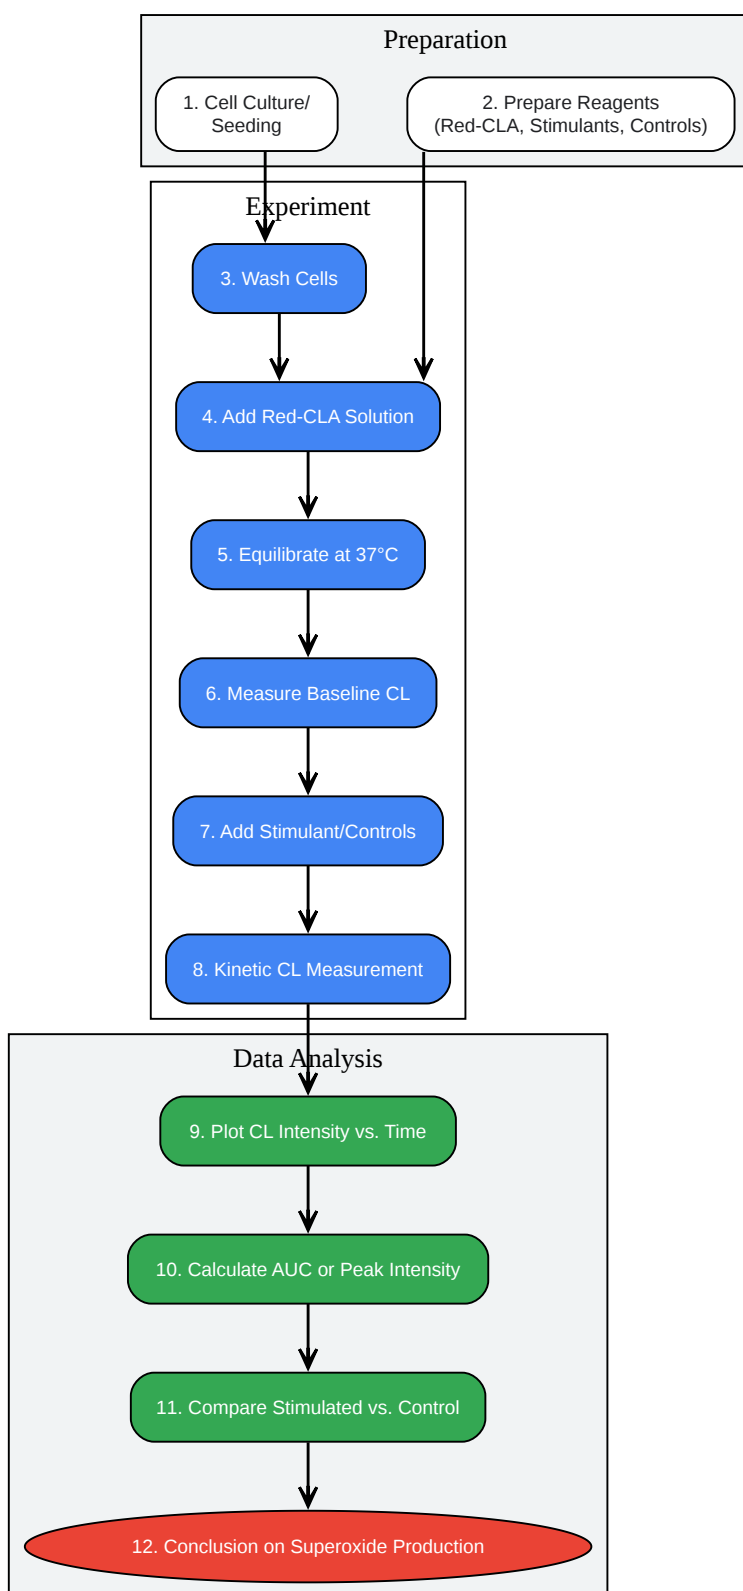 Preparation
1. Cell Culture/
Seeding
2. Prepare Reagents
(Red-CLA, Stimulants, Controls)
Experiment
3. Wash Cells
4. Add Red-CLA Solution
5. Equilibrate at 37°C
6. Measure Baseline CL
7. Add Stimulant/Controls
8. Kinetic CL Measurement
Data Analysis
9. Plot CL Intensity vs. Time
10. Calculate AUC or Peak Intensity
11. Compare Stimulated vs. Control
12. Conclusion on Superoxide Production